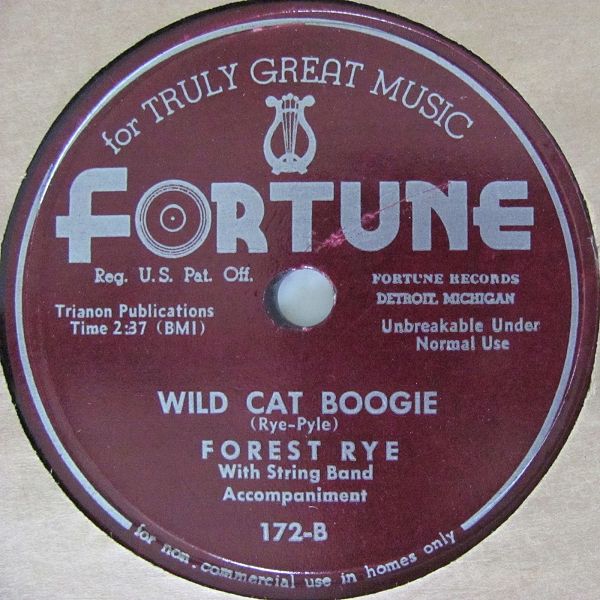 for TRULY GREAT MUSIC
FORTUNE
Reg. U.S. Pat. Off.
FORTUNE RECORDS
DETROIT, MICHIGAN
Trianon Publications
Time 2:37 (BMI)
Unbreakable Under
Normal Use
WILD CAT BOOGIE
(Rye-Pyle)
FOREST RYE
With String Band
Accompaniment
172-B
for non-commercial use in homes only